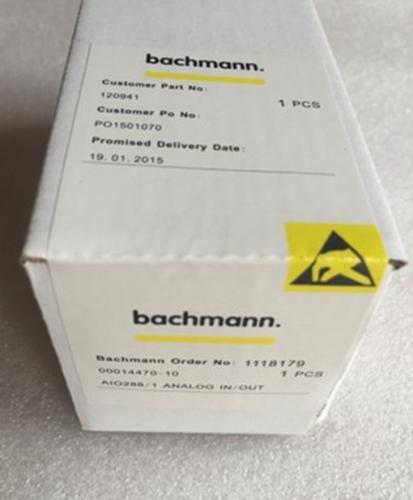 bachmann.
Customer Part No:
120941
1 PCS
Customer Po No:
PO1501070
Promised Delivery Date:
19. 01. 2015
bachmann.
Bachmann Order No: 1118179
00014470-10 1 PCS
AIO288/1 ANALOG IN/OUT